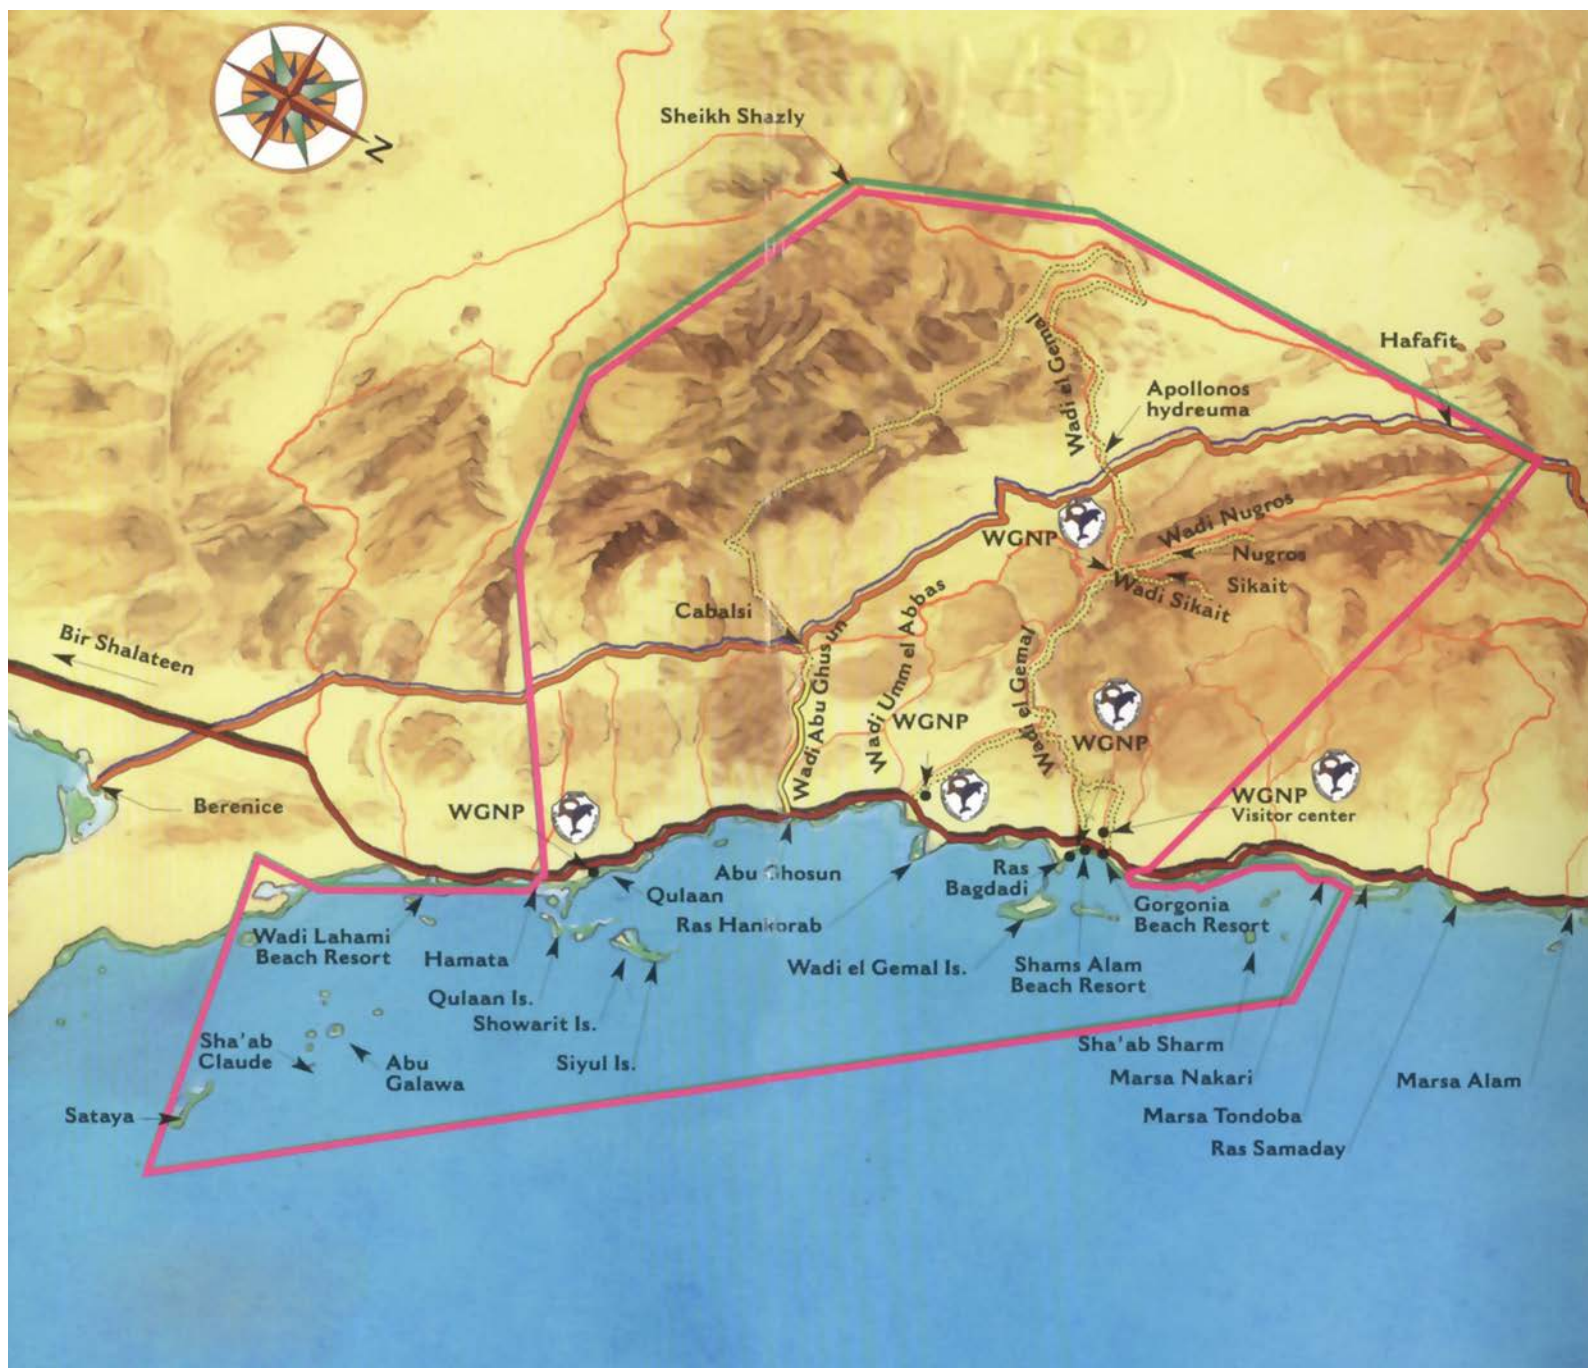 N
Sheikh Shazly
Hafafit
Wadi el Gemal
Apollonos
hydreuma
WGNP
Wadi Nugros
Nugros
Sikait
Wadi Sikait
Cabalsi
Wadi Abu Ghusun
Wadi Umm el Abbas
Wadi el Gemal
Bir Shalateen
WGNP
WGNP
Wadi el Gemal
Berenice
WGNP
WGNP
Visitor center
Abu Ghosun
Qulaan
Ras Hankorab
Ras
Bagdadi
Gorgonia
Beach Resort
Wadi Lahami
Beach Resort
Hamata
Qulaan Is.
Showarit Is.
Siyul Is.
Wadi el Gemal Is.
Shams Alam
Beach Resort
Sha'ab
Claude
Abu
Galawa
Sataya
Sha'ab Sharm
Marsa Nakari
Marsa Tondoba
Ras Samaday
Marsa Alam